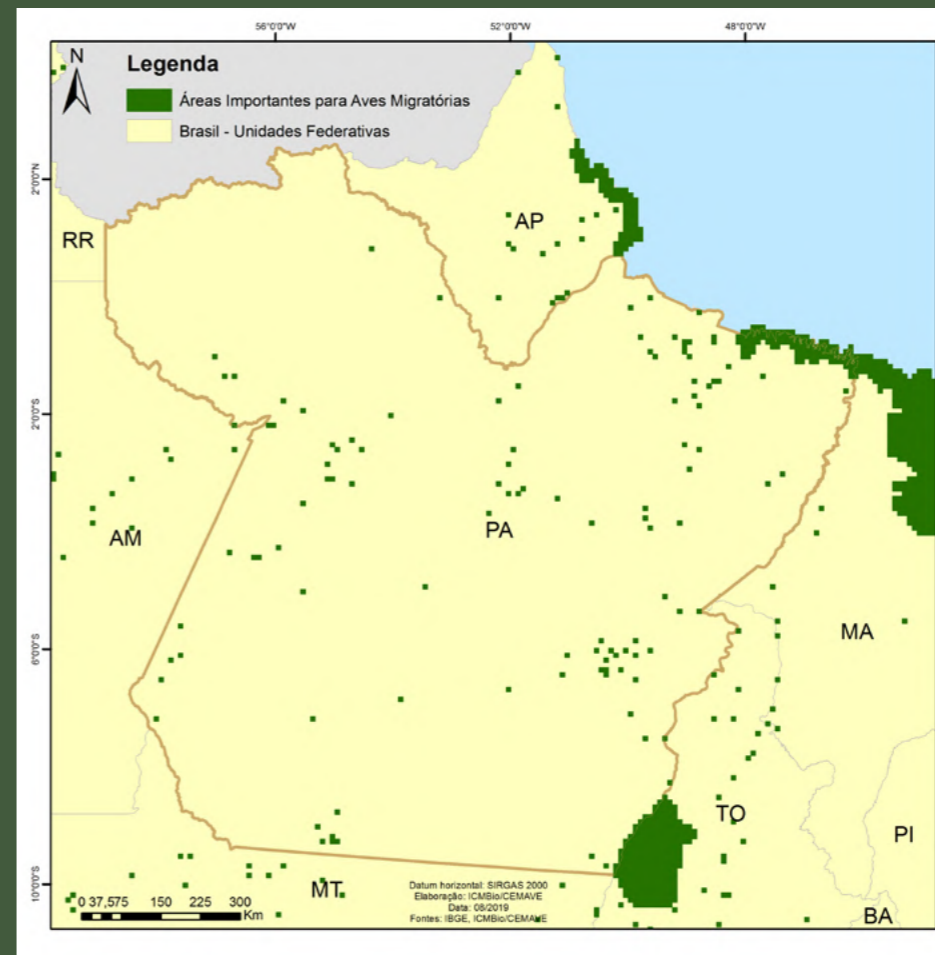 56°0'0"W 52°0'0"W 48°0'0"W
N
Legenda
Áreas Importantes para Aves Migratórias
Brasil - Unidades Federativas
2°0'0"N
RR
AP
2°0'0"S
AM
PA
MA
6°0'0"S
TO
PI
10°0'0"S
MT
BA
Datum horizontal: SIRGAS 2000
Elaboração: ICMBio/CEMAVE
Data: 08/2019
Fontes: IBGE, ICMBio/CEMAVE
0 37,575 150 225 300
Km